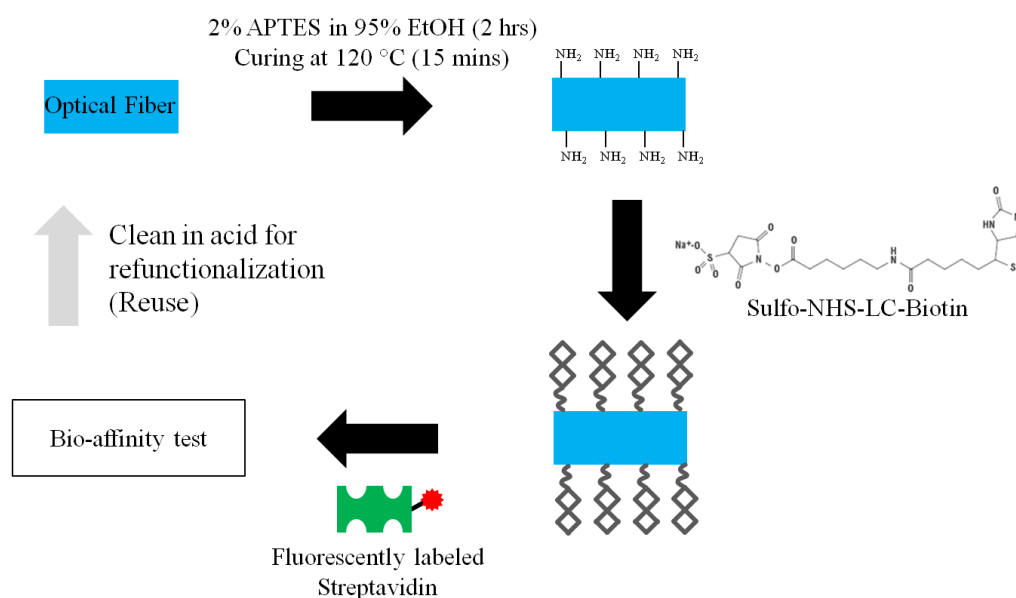 2% APTES in 95% EtOH (2 hrs)
Curing at 120 °C (15 mins)
Optical Fiber
NH2 NH2 NH2 NH2
NH2 NH2 NH2 NH2
Clean in acid for
refunctionalization
(Reuse)
Na+ -O
S
O
O
O
O
N
O
O
H
N
O
O
HN
S
Sulfo-NHS-LC-Biotin
Bio-affinity test
Fluorescently labeled
Streptavidin